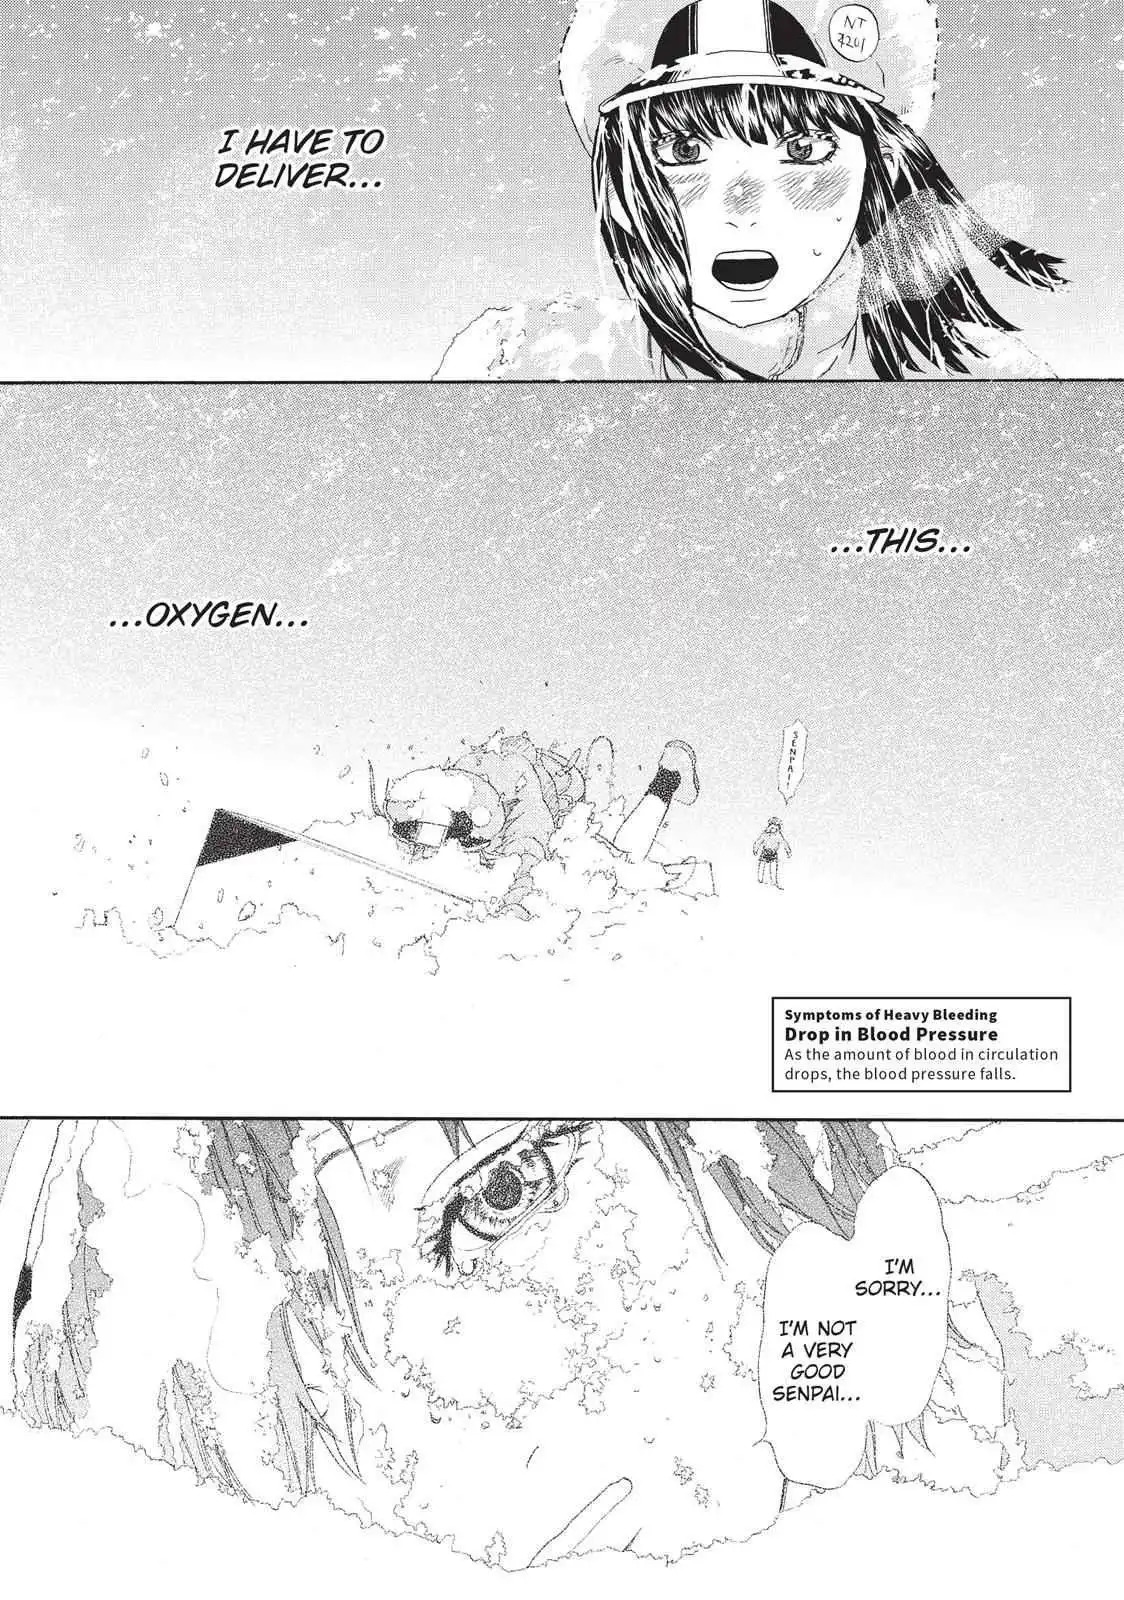 NT
4201
I HAVE TO
DELIVER...
...THIS...
...OXYGEN...
SENPAI!
Symptoms of Heavy Bleeding
Drop in Blood Pressure
As the amount of blood in circulation
drops, the blood pressure falls.
I'M
SORRY...
I'M NOT
A VERY
GOOD
SENPAI...